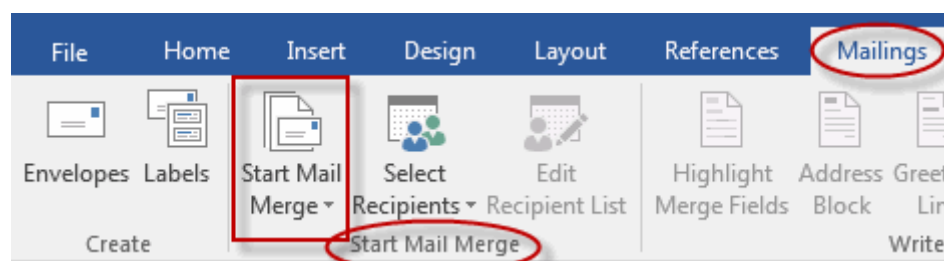 File Home Insert Design Layout References Mailings
Envelopes Labels Start Mail Select Edit Highlight Address
Merge Recipients Recipient List Merge Fields Block
Create Start Mail Merge Write